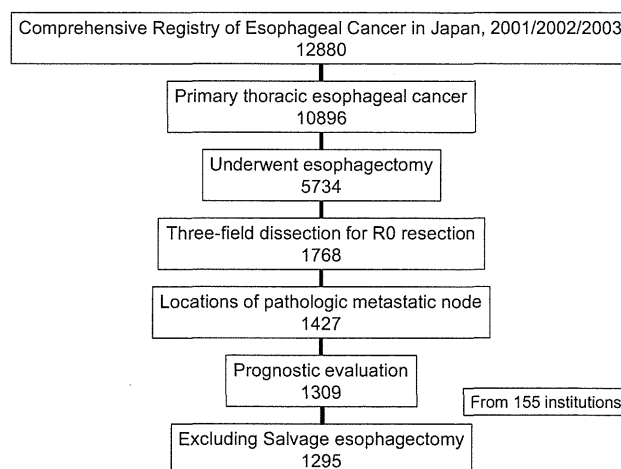 Comprehensive Registry of Esophageal Cancer in Japan, 2001/2002/2003
12880
Primary thoracic esophageal cancer
10896
Underwent esophagectomy
5734
Three-field dissection for R0 resection
1768
Locations of pathologic metastatic node
1427
Prognostic evaluation
1309
From 155 institutions
Excluding Salvage esophagectomy
1295